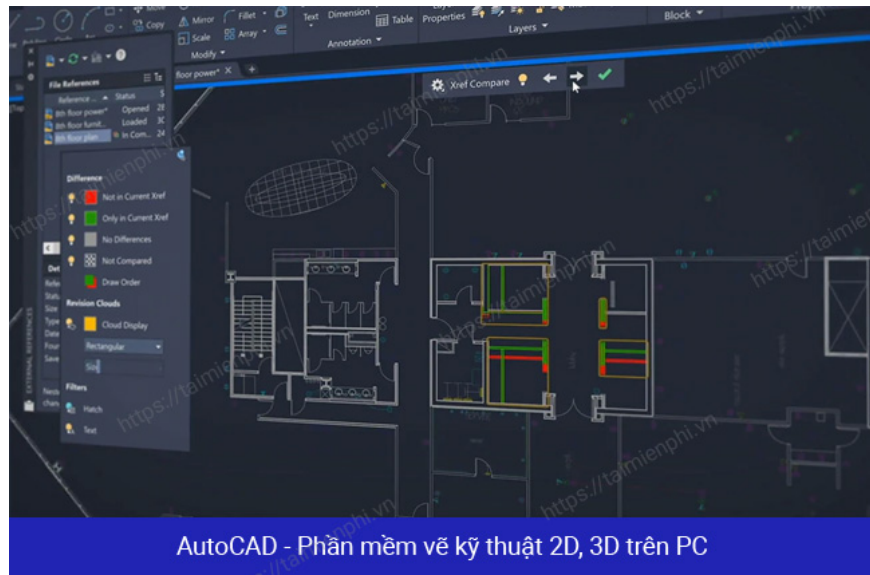 Move
Mirror
Fillet
Copy
Scale
Array
Text
Dimension
Table
Properties
Modify
Annotation
Layers
Block
floor power*
Xref Compare
File References
Reference ...
Status
8th floor power*
Opened
8th floor furnit...
Loaded
8th floor plan
In Com...
Difference
Not in Current Xref
Only in Current Xref
No Differences
Not Compared
Draw Order
Revision Clouds
Cloud Display
Rectangular
Size
Filters
Hatch
Text
EXTERNAL REFERENCES
https://taimienphi.vn
AutoCAD - Phần mềm vẽ kỹ thuật 2D, 3D trên PC